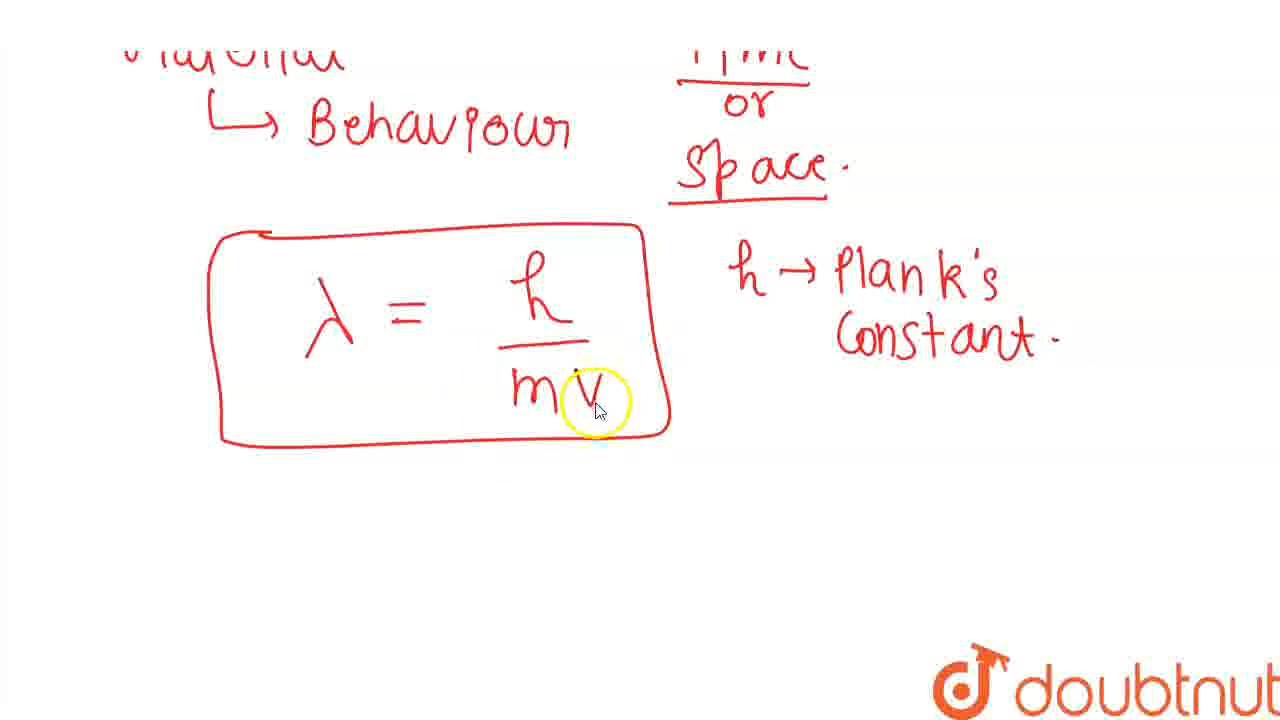 Behaviour
or
Space.
λ = h / mv
h → Plank's
Constant.
doubtnut